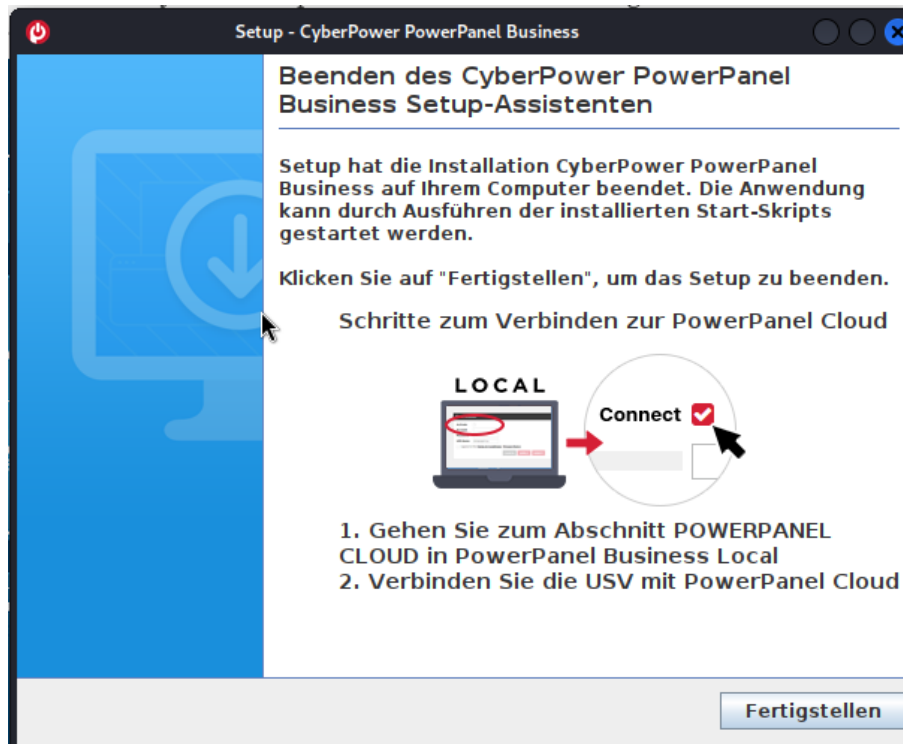 Setup - CyberPower PowerPanel Business
Beenden des CyberPower PowerPanel
Business Setup-Assistenten
Setup hat die Installation CyberPower PowerPanel
Business auf Ihrem Computer beendet. Die Anwendung
kann durch Ausführen der installierten Start-Skripts
gestartet werden.
Klicken Sie auf "Fertigstellen", um das Setup zu beenden.
Schritte zum Verbinden zur PowerPanel Cloud
LOCAL
Connect
1. Gehen Sie zum Abschnitt POWERPANEL
CLOUD in PowerPanel Business Local
2. Verbinden Sie die USV mit PowerPanel Cloud
Fertigstellen